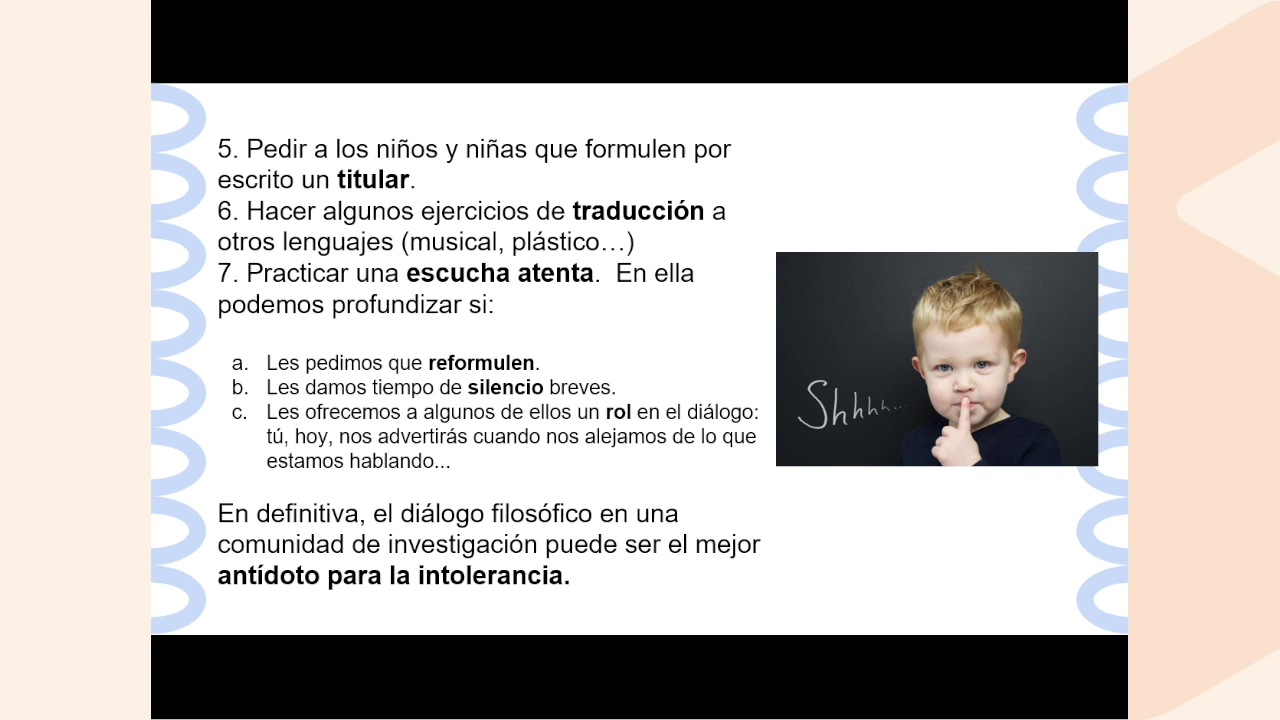 5. Pedir a los niños y niñas que formulen por
escrito un titular.
6. Hacer algunos ejercicios de traducción a
otros lenguajes (musical, plástico…)
7. Practicar una escucha atenta.  En ella
podemos profundizar si:
a. Les pedimos que reformulen.
b. Les damos tiempo de silencio breves.
c. Les ofrecemos a algunos de ellos un rol en el diálogo:
tú, hoy, nos advertirás cuando nos alejamos de lo que
estamos hablando...
En definitiva, el diálogo filosófico en una
comunidad de investigación puede ser el mejor
antídoto para la intolerancia.
Shhhh...